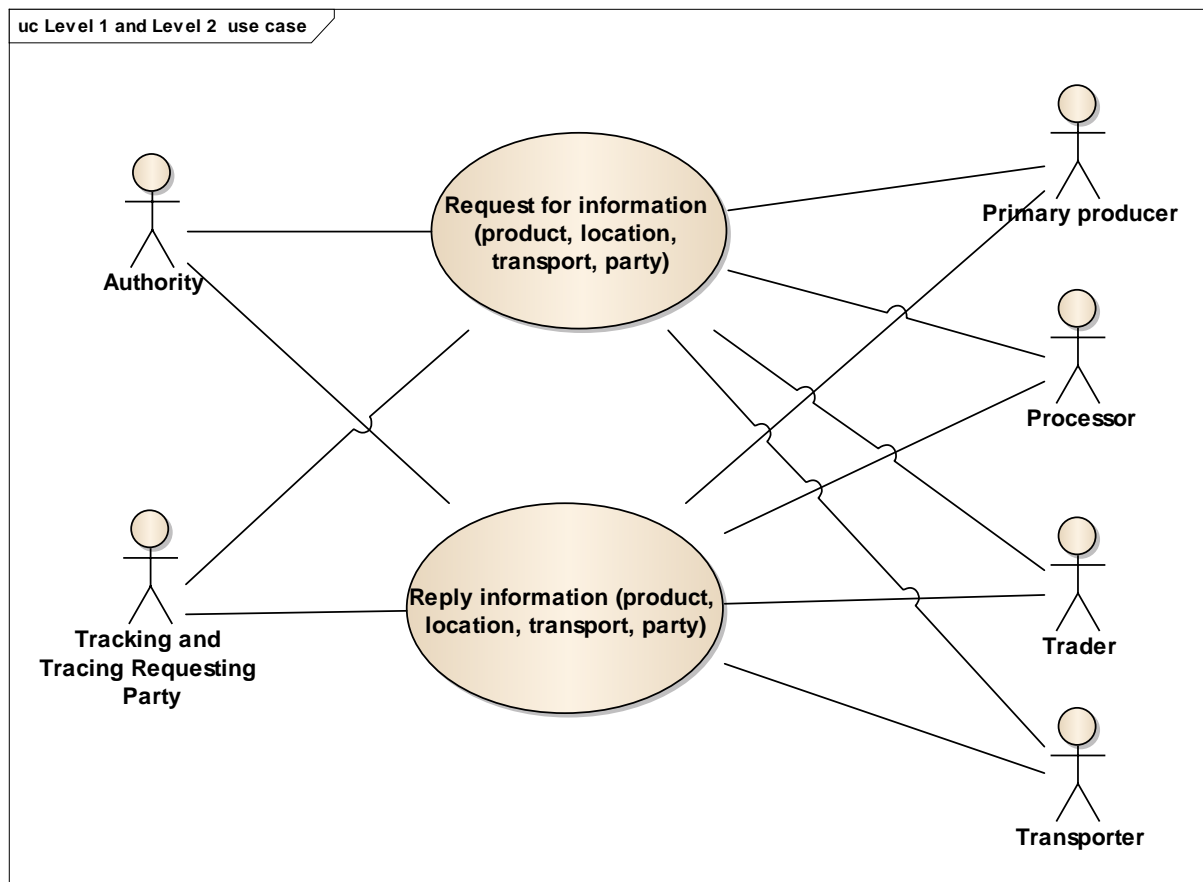 uc Level 1 and Level 2 use case
Request for information
(product, location,
transport, party)
Primary producer
Authority
Processor
Reply information (product,
location, transport, party)
Tracking and
Tracing Requesting
Party
Trader
Transporter